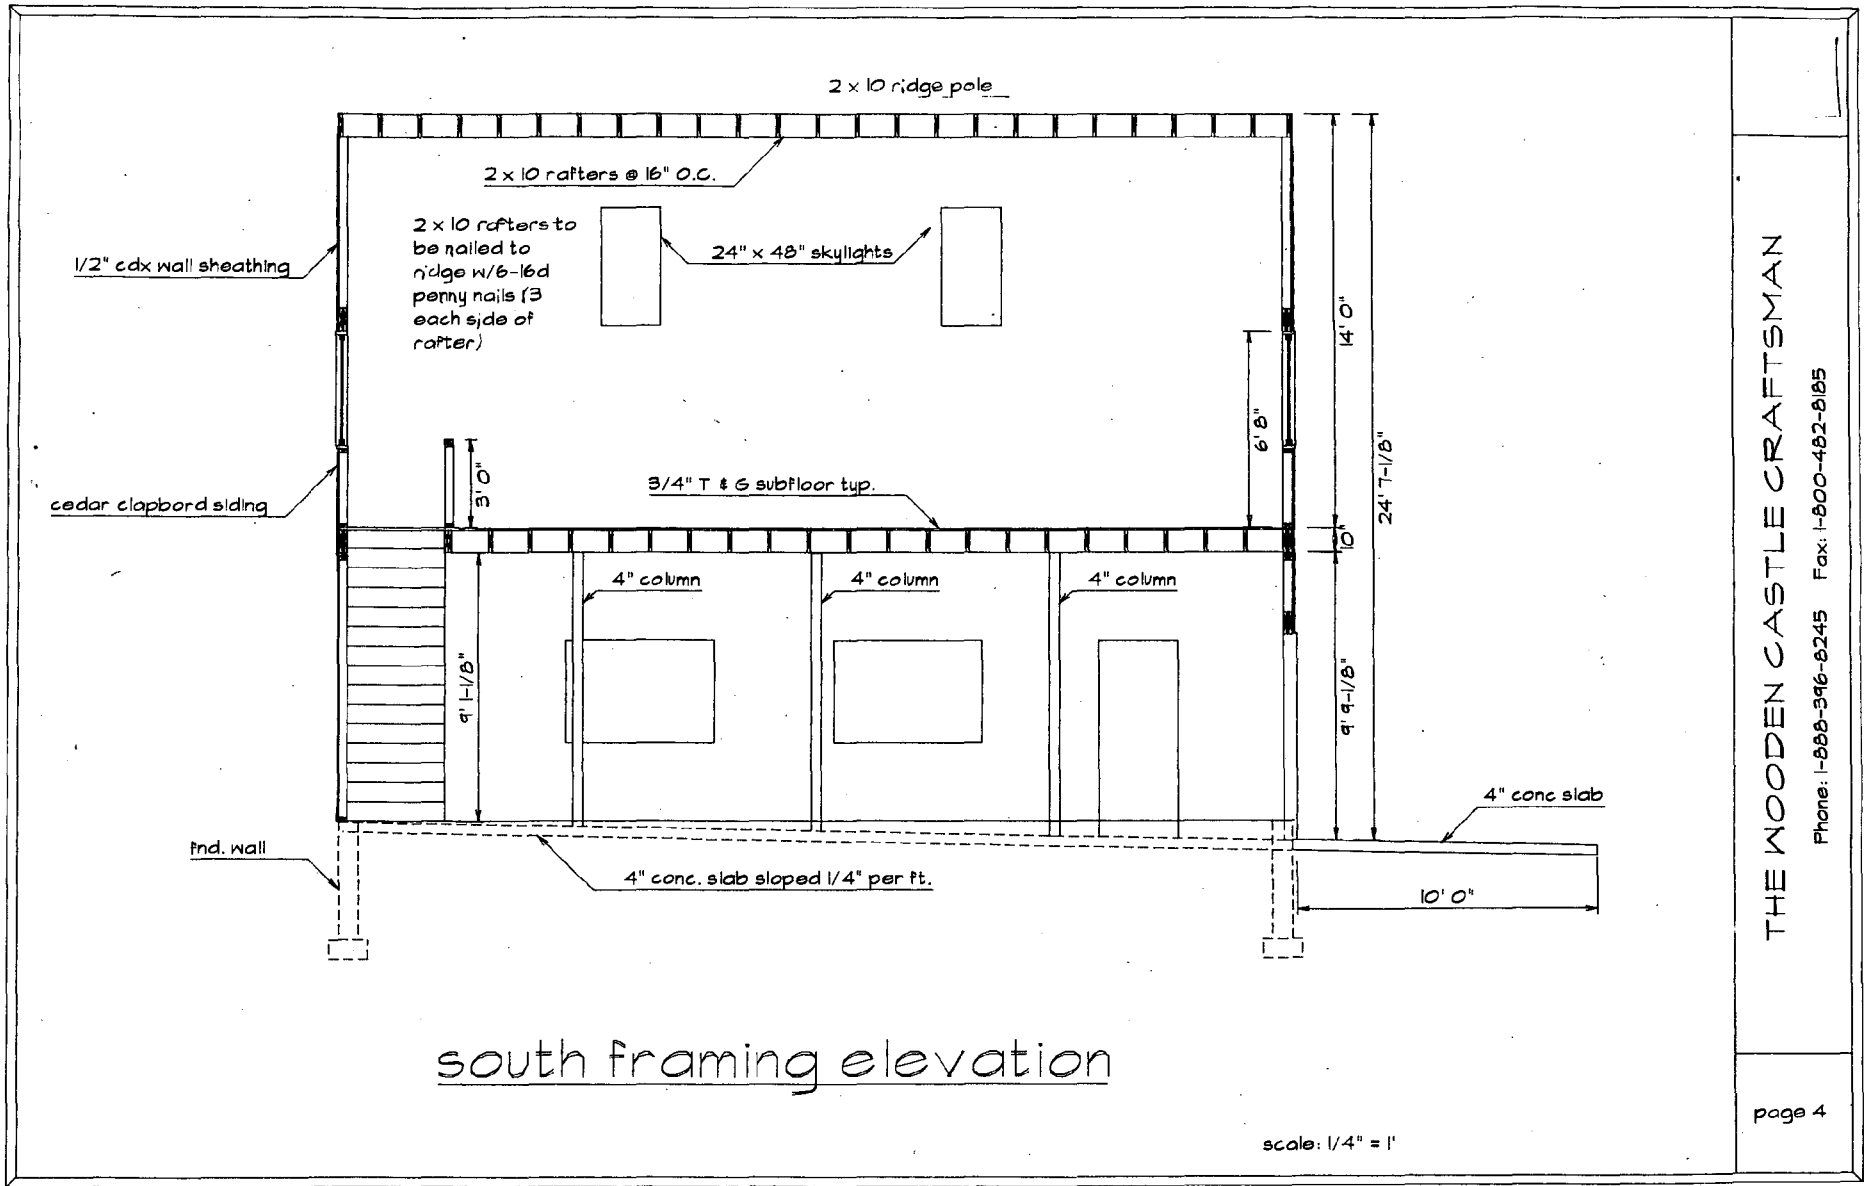 2 x 10 ridge pole
2 x 10 rafters @ 16" O.C.
2 x 10 rafters to
be nailed to
ridge w/6-16d
penny nails (3
each side of
rafter)
24" x 48" skylights
1/2" cdx wall sheathing
14' 0"
6' 8"
24' 7-1/8"
3' 0"
3/4" T & G subfloor typ.
cedar clapbord siding
10"
4" column
4" column
4" column
9' 1-1/8"
9' 9-1/8"
4" conc slab
fnd. wall
4" conc. slab sloped 1/4" per ft.
10' 0"
south framing elevation
scale: 1/4" = 1'
THE WOODEN CASTLE CRAFTSMAN
Phone: 1-888-396-8245 Fax: 1-800-482-8185
page 4